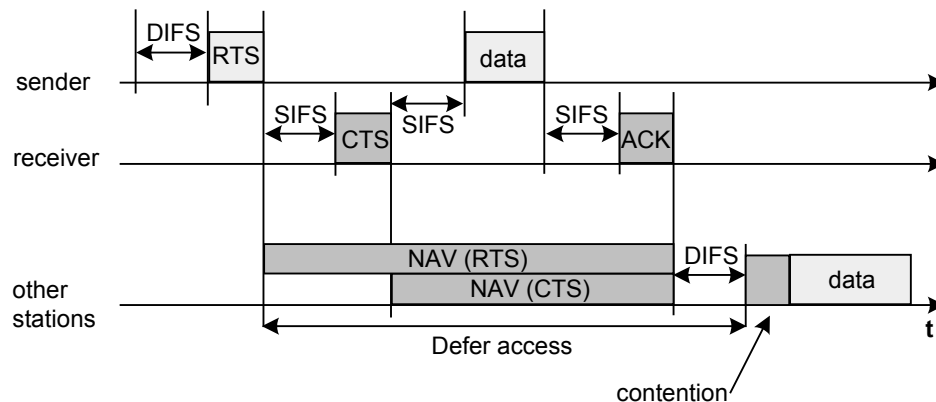 DIFS
RTS
data
sender
SIFS
CTS
SIFS
SIFS
ACK
receiver
NAV (RTS)
DIFS
NAV (CTS)
data
other
stations
t
Defer access
contention